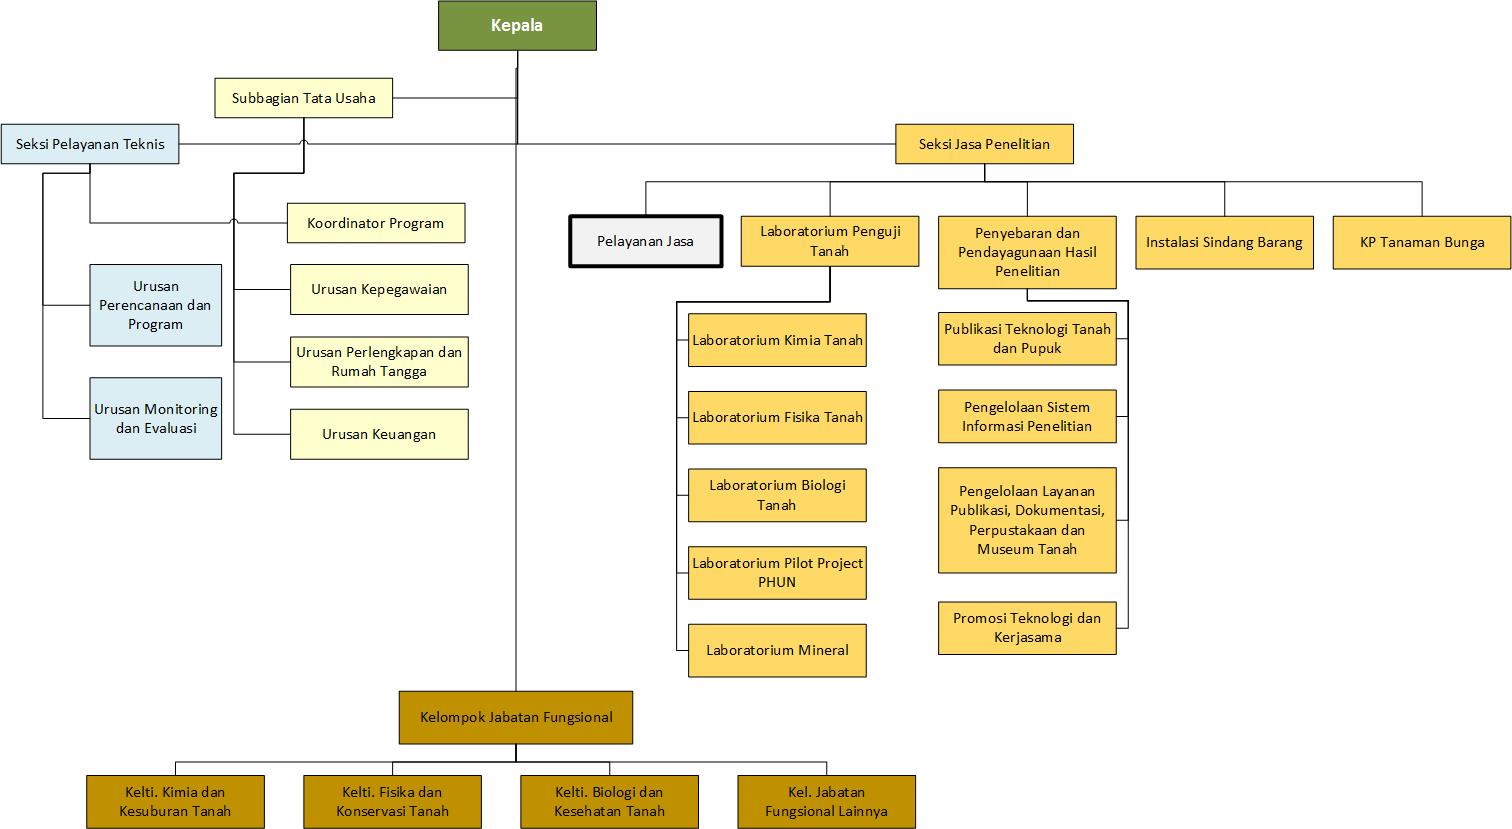 Kepala
Subbagian Tata Usaha
Seksi Pelayanan Teknis
Seksi Jasa Penelitian
Koordinator Program
Urusan
Perencanaan dan
Program
Urusan Kepegawaian
Urusan Perlengkapan dan
Rumah Tangga
Urusan Monitoring
dan Evaluasi
Urusan Keuangan
Pelayanan Jasa
Laboratorium Penguji
Tanah
Penyebaran dan
Pendayagunaan Hasil
Penelitian
Instalasi Sindang Barang
KP Tanaman Bunga
Laboratorium Kimia Tanah
Laboratorium Fisika Tanah
Laboratorium Biologi
Tanah
Laboratorium Pilot Project
PHUN
Laboratorium Mineral
Publikasi Teknologi Tanah
dan Pupuk
Pengelolaan Sistem
Informasi Penelitian
Pengelolaan Layanan
Publikasi, Dokumentasi,
Perpustakaan dan
Museum Tanah
Promosi Teknologi dan
Kerjasama
Kelompok Jabatan Fungsional
Kelti. Kimia dan
Kesuburan Tanah
Kelti. Fisika dan
Konservasi Tanah
Kelti. Biologi dan
Kesehatan Tanah
Kel. Jabatan
Fungsional Lainnya